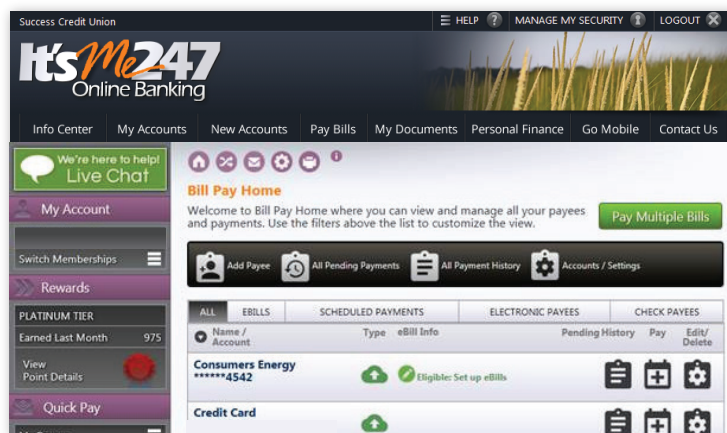 Success Credit Union
HELP
MANAGE MY SECURITY
LOGOUT
It's Me 247
Online Banking
Info Center
My Accounts
New Accounts
Pay Bills
My Documents
Personal Finance
Go Mobile
Contact Us
We're here to help!
Live Chat
My Account
Switch Memberships
Rewards
PLATINUM TIER
Earned Last Month 975
View
Point Details
Quick Pay
Bill Pay Home
Welcome to Bill Pay Home where you can view and manage all your payees
and payments. Use the filters above the list to customize the view.
Pay Multiple Bills
Add Payee
All Pending Payments
All Payment History
Accounts / Settings
ALL
EBILLS
SCHEDULED PAYMENTS
ELECTRONIC PAYEES
CHECK PAYEES
Name /
Account
Type
eBill Info
Pending
History
Pay
Edit/
Delete
Consumers Energy
******4542
Eligible: Set up eBills
Credit Card